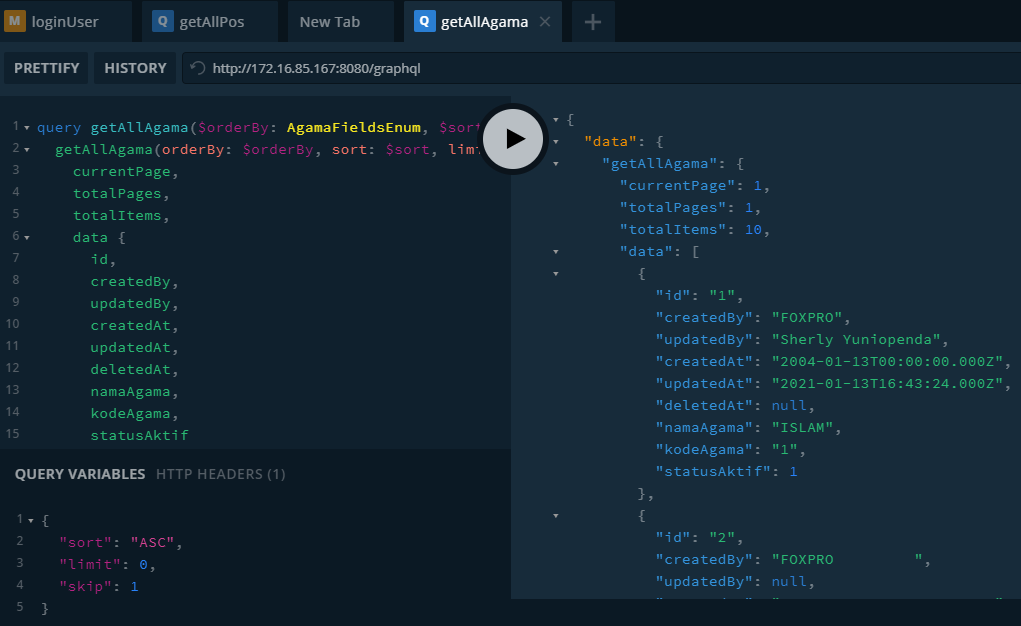 M loginUser Q getAllPos New Tab Q getAllAgama × +
PRETTIFY HISTORY http://172.16.85.167:8080/graphql
1 query getAllAgama($orderBy: AgamaFieldsEnum, $sort
2 getAllAgama(orderBy: $orderBy, sort: $sort, lim
3 currentPage,
4 totalPages,
5 totalItems,
6 data {
7 id,
8 createdBy,
9 updatedBy,
10 createdAt,
11 updatedAt,
12 deletedAt,
13 namaAgama,
14 kodeAgama,
15 statusAktif
QUERY VARIABLES HTTP HEADERS (1)
1 {
2 "sort": "ASC",
3 "limit": 0,
4 "skip": 1
5 }
{
"data": {
"getAllAgama": {
"currentPage": 1,
"totalPages": 1,
"totalItems": 10,
"data": [
{
"id": "1",
"createdBy": "FOXPRO",
"updatedBy": "Sherly Yuniopenda",
"createdAt": "2004-01-13T00:00:00.000Z",
"updatedAt": "2021-01-13T16:43:24.000Z",
"deletedAt": null,
"namaAgama": "ISLAM",
"kodeAgama": "1",
"statusAktif": 1
},
{
"id": "2",
"createdBy": "FOXPRO         ",
"updatedBy": null,